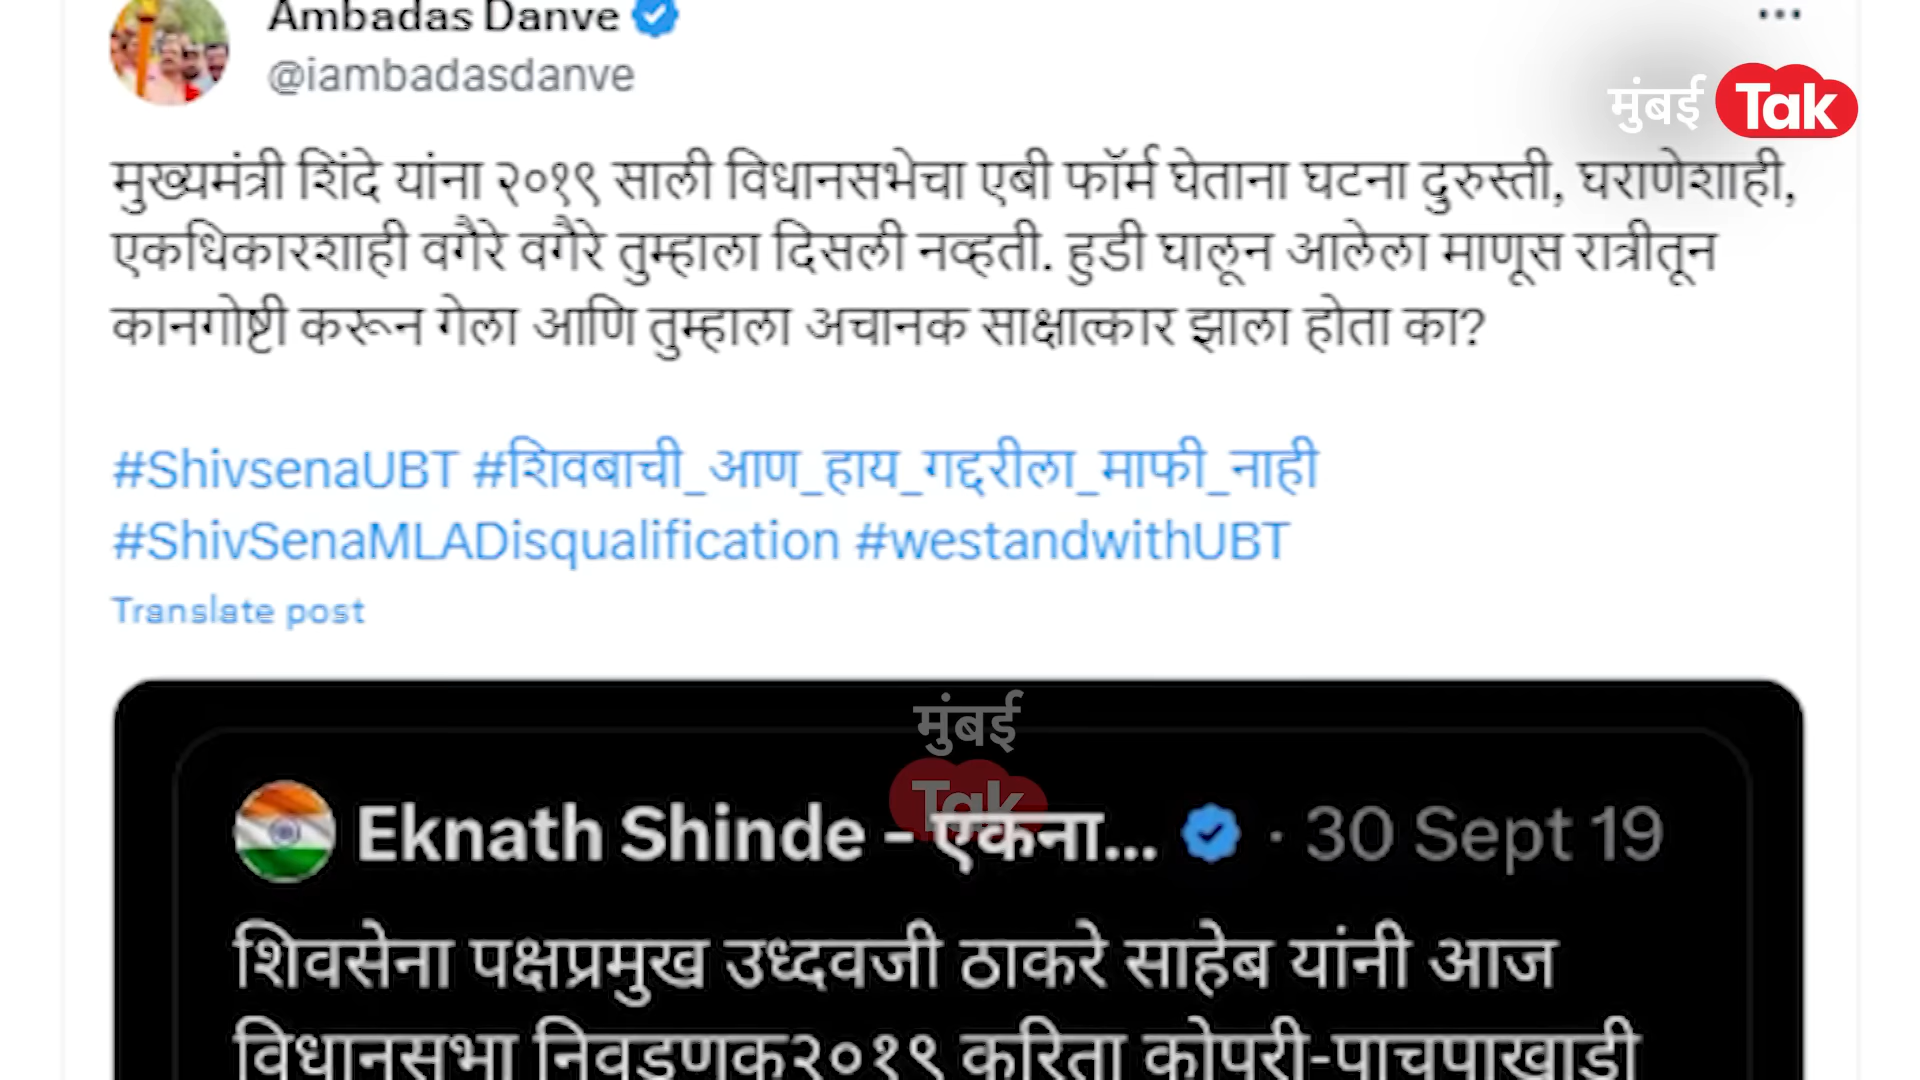 Ambadas Danve
@iambadasdanve
मुंबई Tak
मुख्यमंत्री शिंदे यांना २०१९ साली विधानसभेचा एबी फॉर्म घेताना घटना दुरुस्ती, घराणेशाही,
एकधिकारशाही वगैरे वगैरे तुम्हाला दिसली नव्हती. हुडी घालून आलेला माणूस रात्रीतून
कानगोष्टी करून गेला आणि तुम्हाला अचानक साक्षात्कार झाला होता का?
#ShivsenaUBT #शिवबाची_आण_हाय_गद्दरीला_माफी_नाही
#ShivSenaMLADisqualification #westandwithUBT
Translate post
मुंबई
Tak
Eknath Shinde - एकना... · 30 Sept 19
शिवसेना पक्षप्रमुख उध्दवजी ठाकरे साहेब यांनी आज
विधानसभा निवडणूक२०१९ करिता कोपरी-पाचपाखाडी